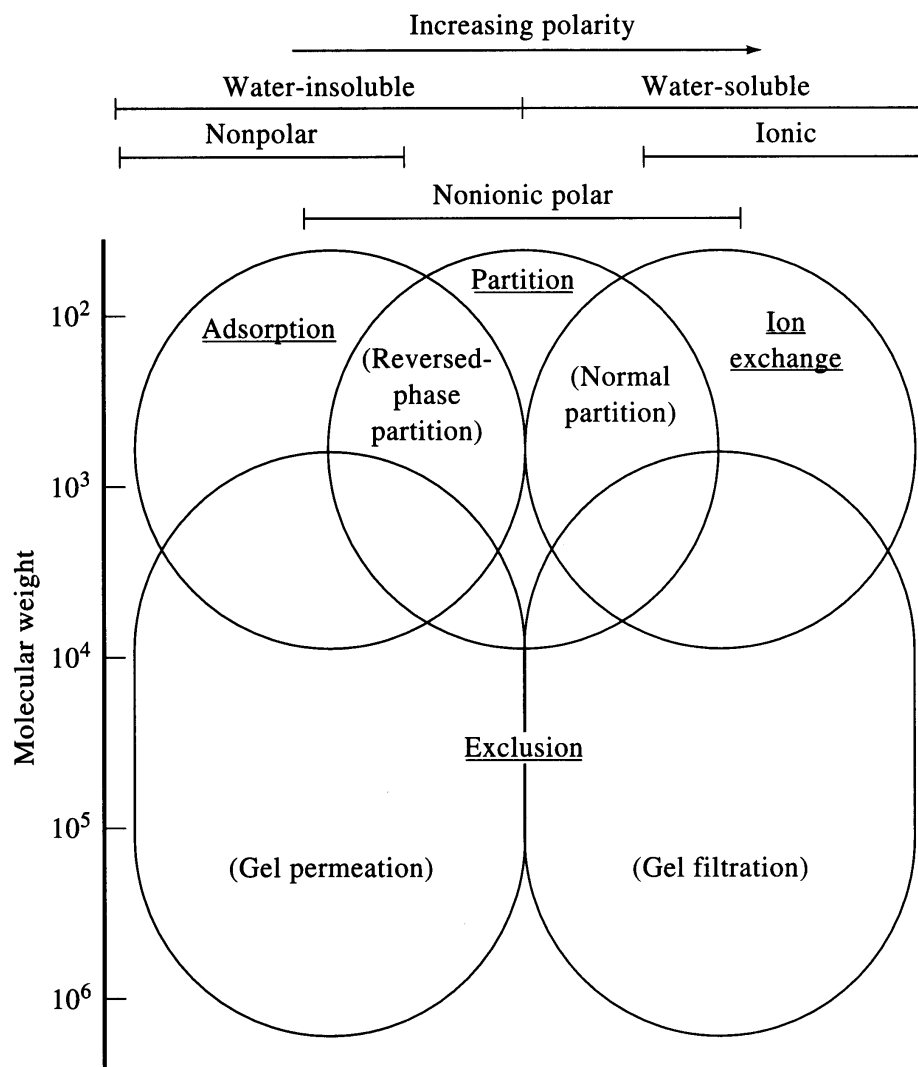 Increasing polarity
Water-insoluble
Water-soluble
Nonpolar
Ionic
Nonionic polar
Partition
Adsorption
Ion
exchange
(Reversed-
phase
partition)
(Normal
partition)
Exclusion
(Gel permeation)
(Gel filtration)
Molecular weight
10²
10³
10⁴
10⁵
10⁶